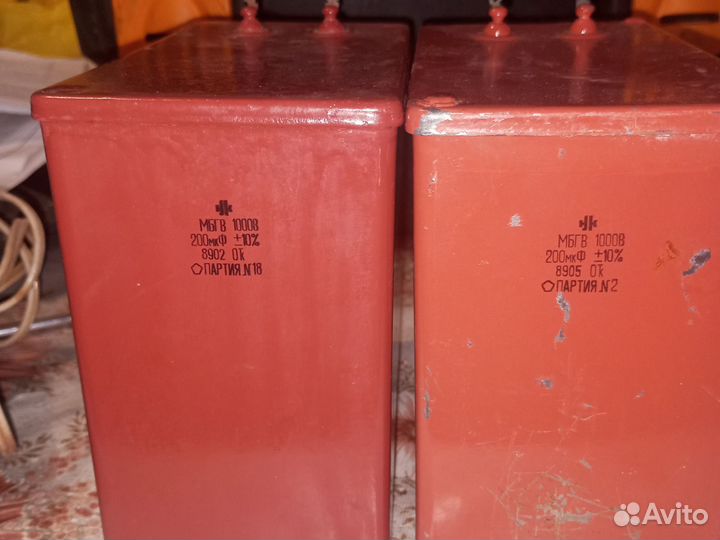 МБГВ 1000В
200мкФ ±10%
8902 ОТК
ПАРТИЯ №18
МБГВ 1000В
200мкФ ±10%
8905 ОТК
ПАРТИЯ №2
Avito